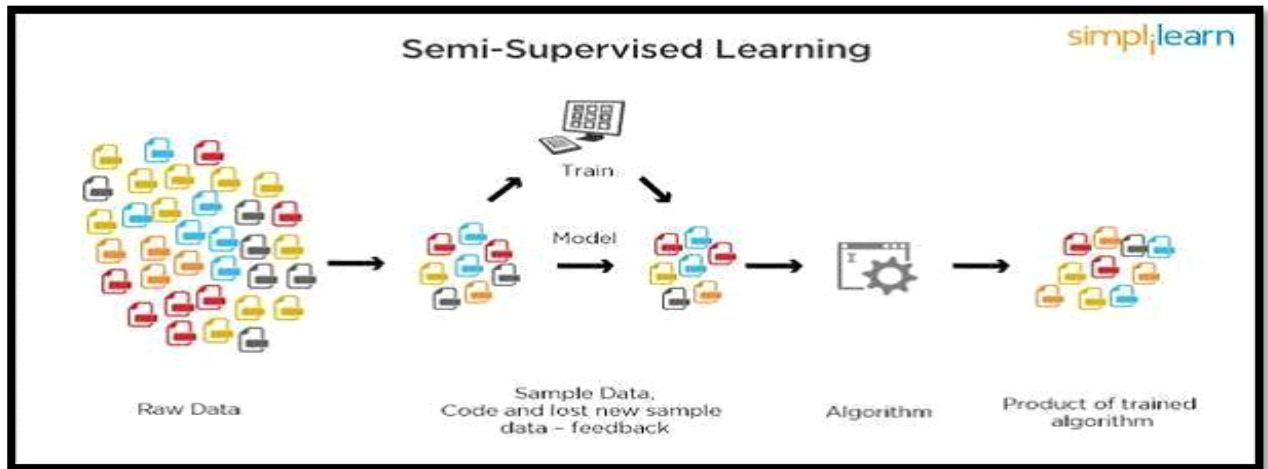 Semi-Supervised Learning
simplilearn
Train
Model
Raw Data
Sample Data,
Code and lost new sample
data – feedback
Algorithm
Product of trained
algorithm